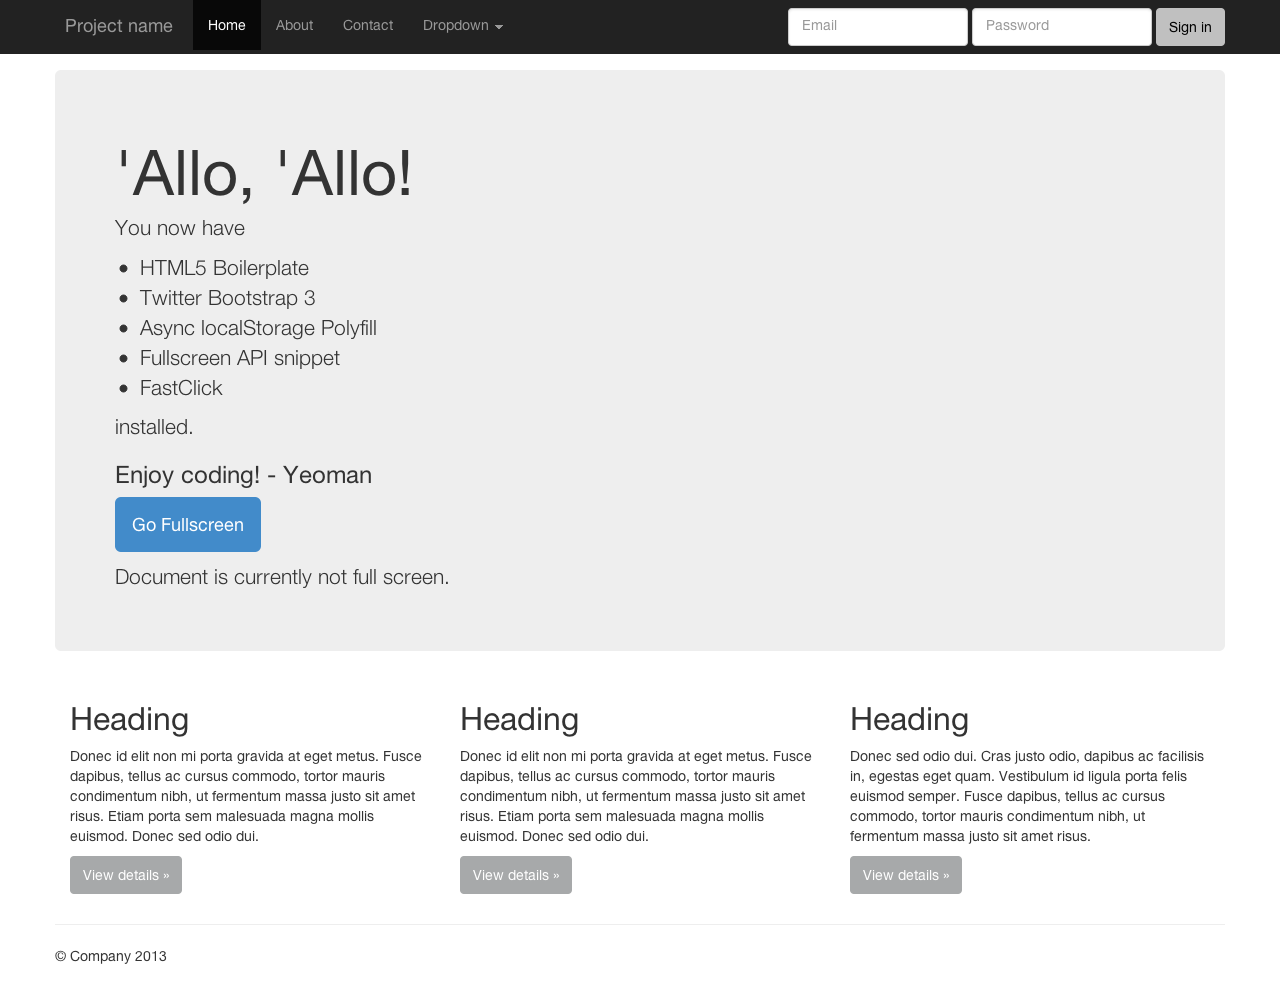 Project name Home About Contact Dropdown Email Password Sign in
'Allo, 'Allo!
You now have
HTML5 Boilerplate
Twitter Bootstrap 3
Async localStorage Polyfill
Fullscreen API snippet
FastClick
installed.
Enjoy coding! - Yeoman
Go Fullscreen
Document is currently not full screen.
Heading
Donec id elit non mi porta gravida at eget metus. Fusce
dapibus, tellus ac cursus commodo, tortor mauris
condimentum nibh, ut fermentum massa justo sit amet
risus. Etiam porta sem malesuada magna mollis
euismod. Donec sed odio dui.
View details »
Heading
Donec id elit non mi porta gravida at eget metus. Fusce
dapibus, tellus ac cursus commodo, tortor mauris
condimentum nibh, ut fermentum massa justo sit amet
risus. Etiam porta sem malesuada magna mollis
euismod. Donec sed odio dui.
View details »
Heading
Donec sed odio dui. Cras justo odio, dapibus ac facilisis
in, egestas eget quam. Vestibulum id ligula porta felis
euismod semper. Fusce dapibus, tellus ac cursus
commodo, tortor mauris condimentum nibh, ut
fermentum massa justo sit amet risus.
View details »
© Company 2013